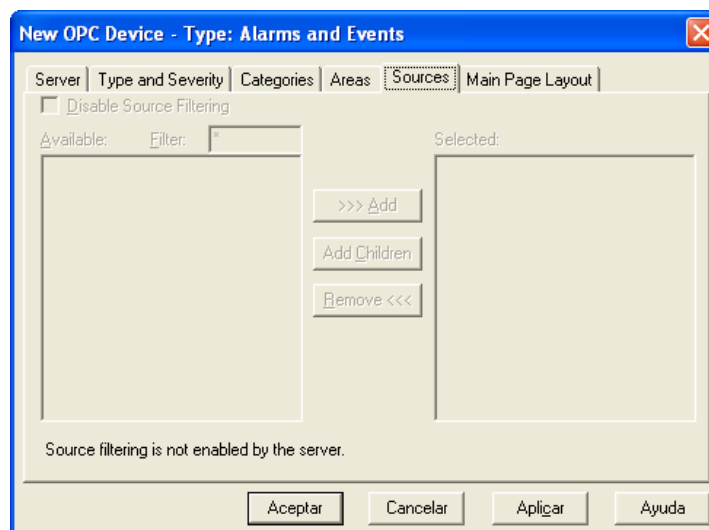 New OPC Device - Type: Alarms and Events
Server Type and Severity Categories Areas Sources Main Page Layout
Disable Source Filtering
Available: Filter: * Selected:
>>> Add
Add Children
Remove <<<
Source filtering is not enabled by the server.
Aceptar Cancelar Aplicar Ayuda